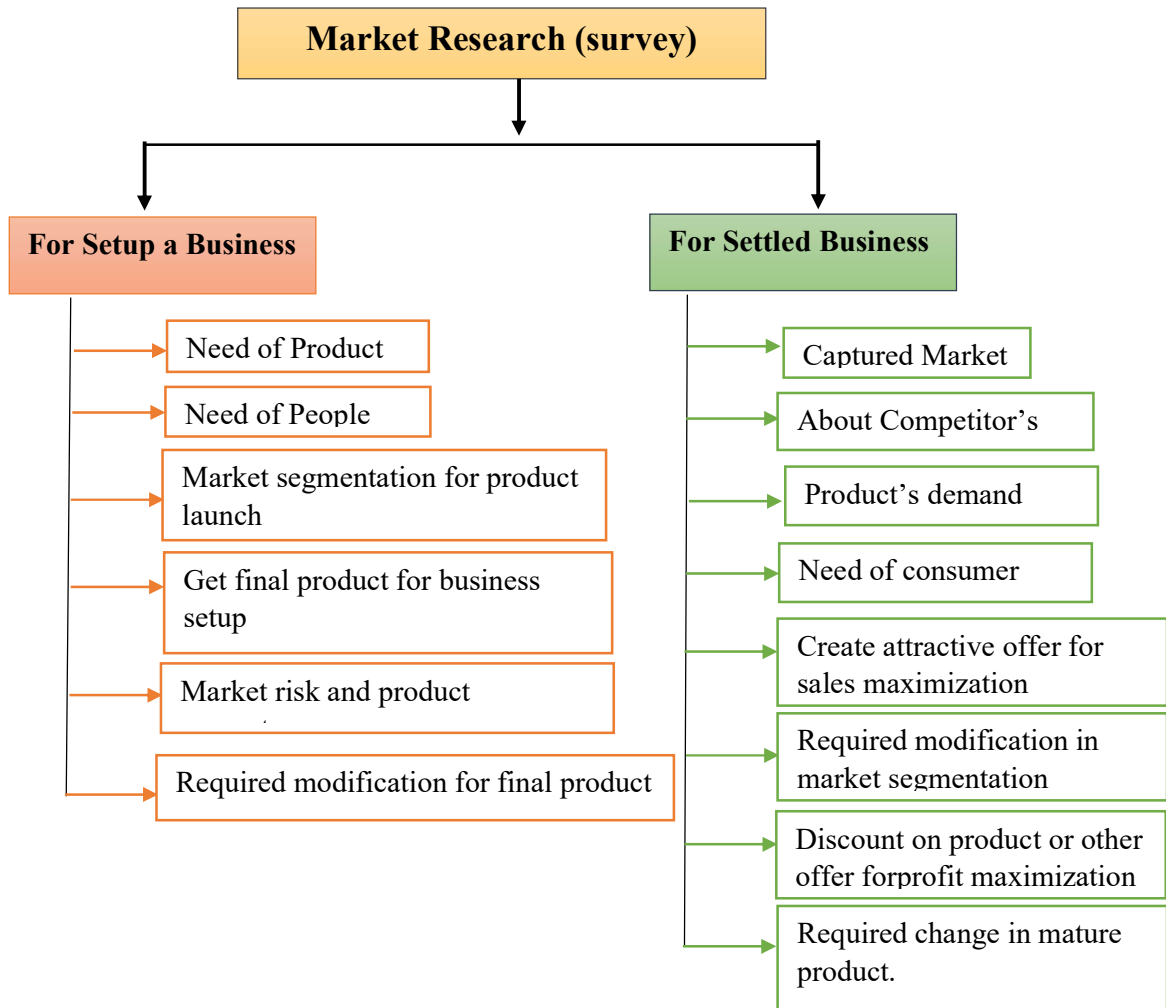 Market Research (survey)
For Setup a Business
Need of Product
Need of People
Market segmentation for product
launch
Get final product for business
setup
Market risk and product
Required modification for final product
For Settled Business
Captured Market
About Competitor’s
Product’s demand
Need of consumer
Create attractive offer for
sales maximization
Required modification in
market segmentation
Discount on product or other
offer forprofit maximization
Required change in mature
product.